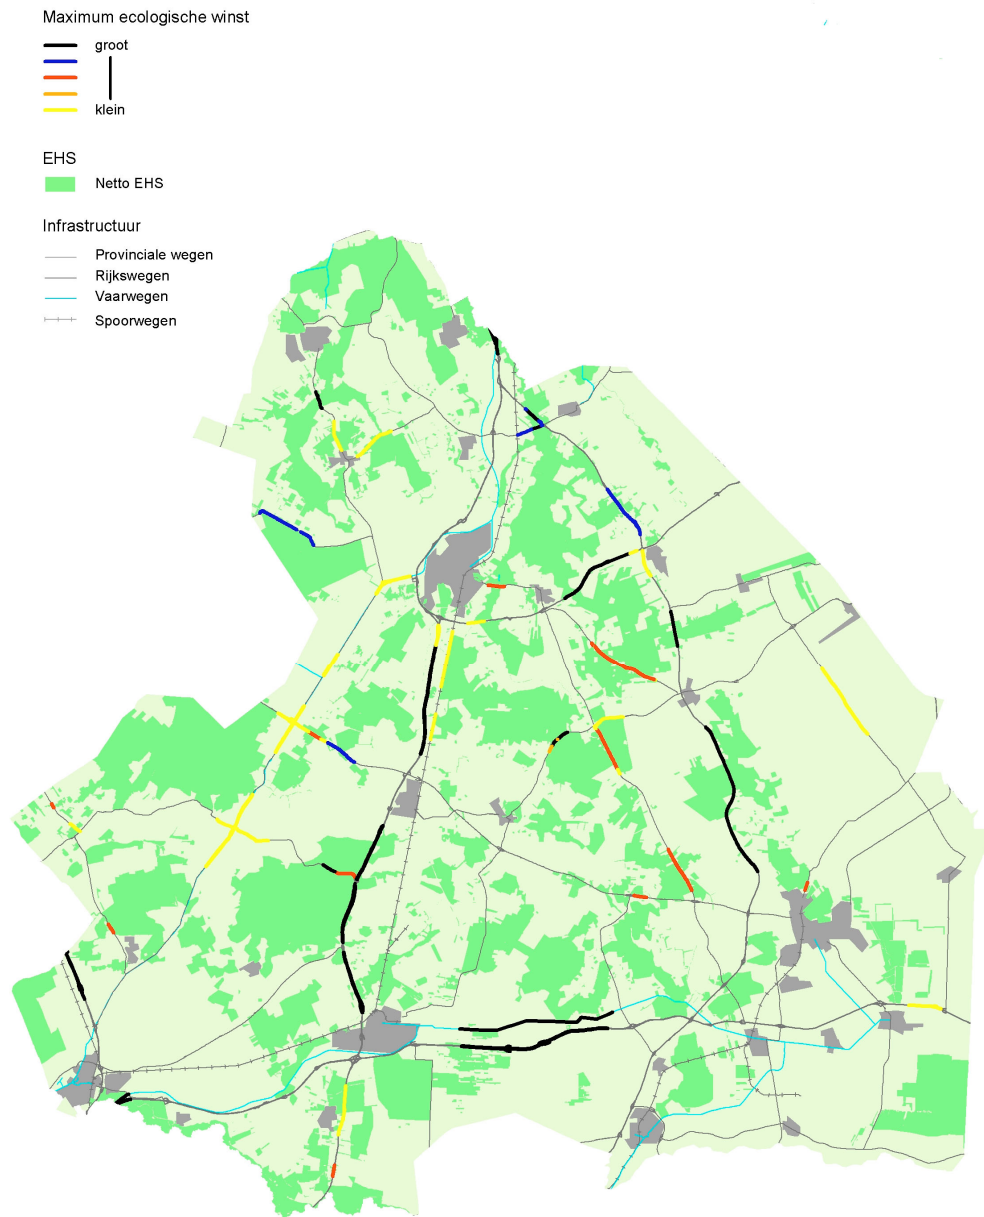 Maximum ecologische winst
groot
klein
EHS
Netto EHS
Infrastructuur
Provinciale wegen
Rijkswegen
Vaarwegen
Spoorwegen